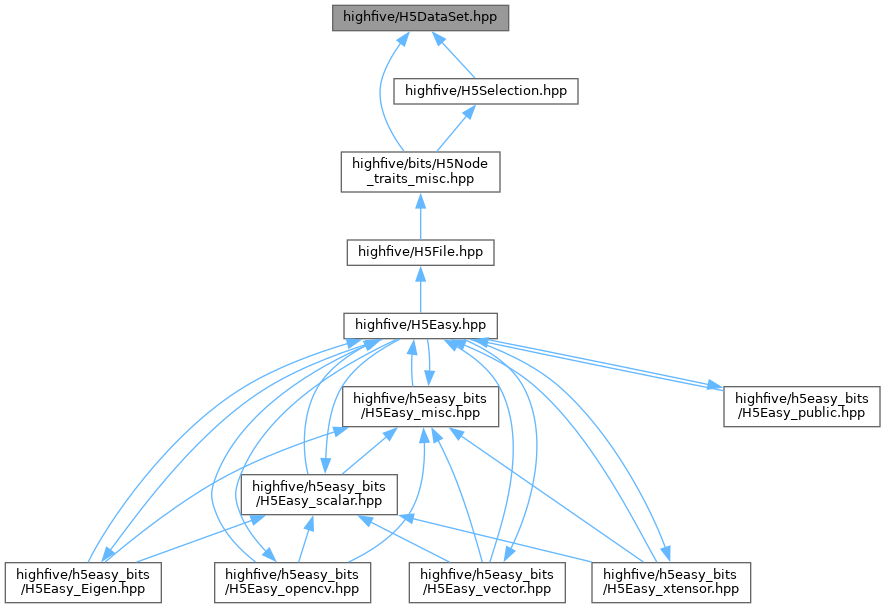 highfive/H5DataSet.hpp
highfive/H5Selection.hpp
highfive/bits/H5Node
_traits_misc.hpp
highfive/H5File.hpp
highfive/H5Easy.hpp
highfive/h5easy_bits
/H5Easy_misc.hpp
highfive/h5easy_bits
/H5Easy_public.hpp
highfive/h5easy_bits
/H5Easy_scalar.hpp
highfive/h5easy_bits
/H5Easy_Eigen.hpp
highfive/h5easy_bits
/H5Easy_opencv.hpp
highfive/h5easy_bits
/H5Easy_vector.hpp
highfive/h5easy_bits
/H5Easy_xtensor.hpp